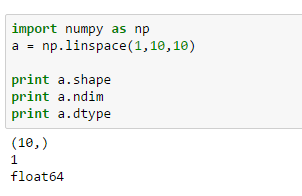 import numpy as np
a = np.linspace(1,10,10)
print a.shape
print a.ndim
print a.dtype
(10,)
1
float64